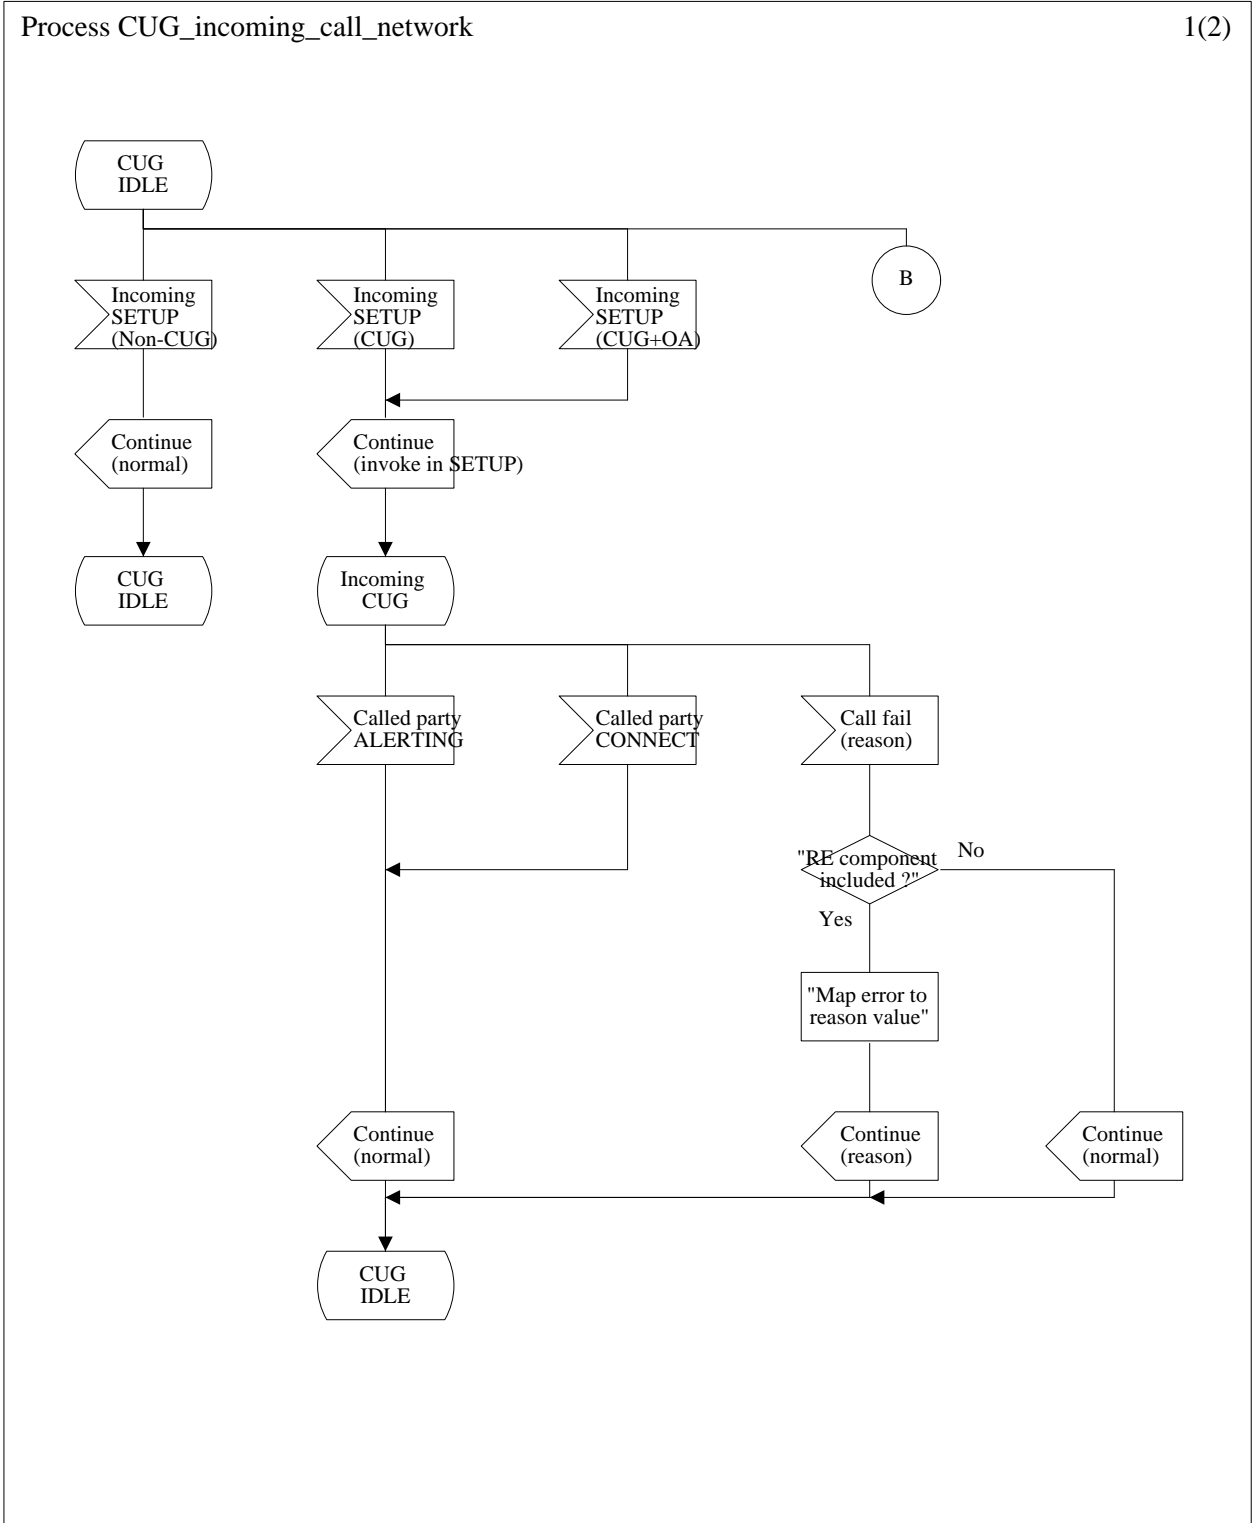 Process CUG_incoming_call_network
1(2)
CUG
IDLE
B
Incoming
SETUP
(Non-CUG)
Incoming
SETUP
(CUG)
Incoming
SETUP
(CUG+OA)
Continue
(normal)
Continue
(invoke in SETUP)
CUG
IDLE
Incoming
CUG
Called party
ALERTING
Called party
CONNECT
Call fail
(reason)
"RE component
included ?"
No
Yes
"Map error to
reason value"
Continue
(normal)
Continue
(reason)
Continue
(normal)
CUG
IDLE